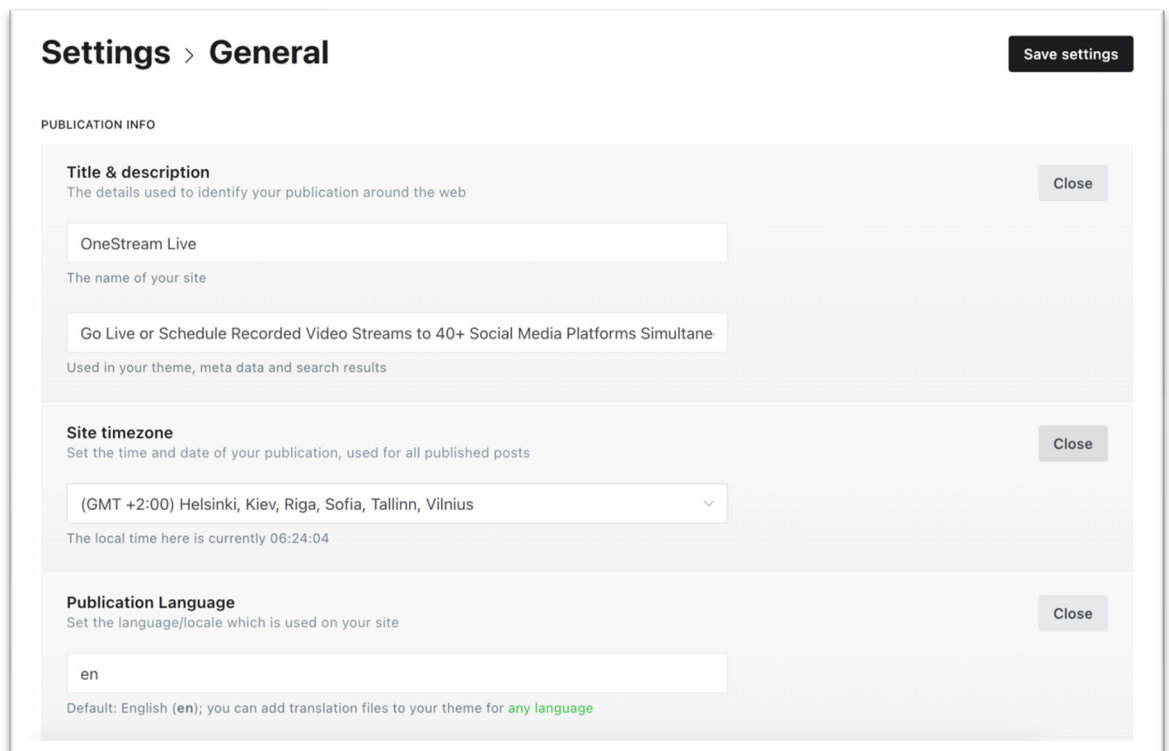 Settings > General
Save settings
PUBLICATION INFO
Title & description
Close
The details used to identify your publication around the web
OneStream Live
The name of your site
Go Live or Schedule Recorded Video Streams to 40+ Social Media Platforms Simultane
Used in your theme, meta data and search results
Site timezone
Close
Set the time and date of your publication, used for all published posts
(GMT +2:00) Helsinki, Kiev, Riga, Sofia, Tallinn, Vilnius
The local time here is currently 06:24:04
Publication Language
Close
Set the language/locale which is used on your site
en
Default: English (en); you can add translation files to your theme for any language